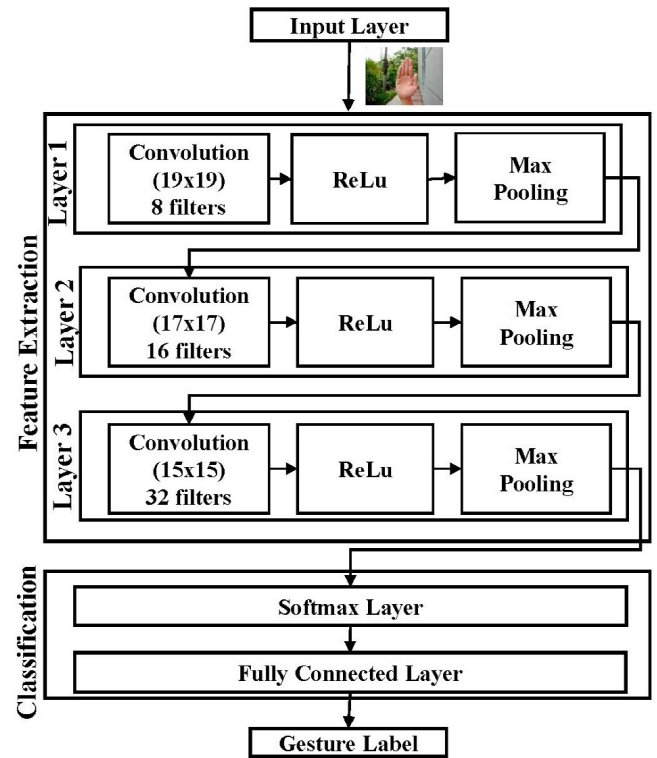 Input Layer
Feature Extraction
Layer 1
Convolution
(19x19)
8 filters
ReLu
Max
Pooling
Layer 2
Convolution
(17x17)
16 filters
ReLu
Max
Pooling
Layer 3
Convolution
(15x15)
32 filters
ReLu
Max
Pooling
Classification
Softmax Layer
Fully Connected Layer
Gesture Label